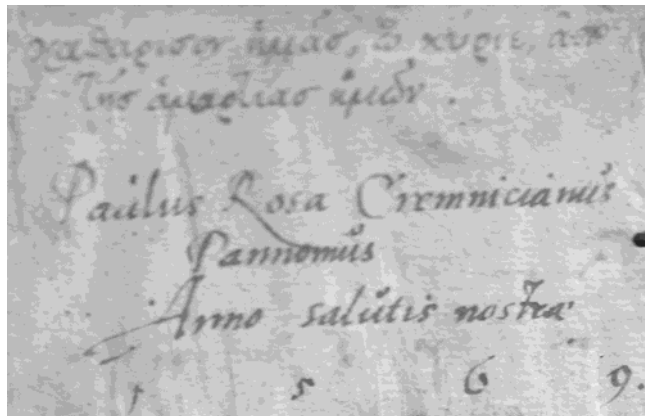 καθάρισον ἡμᾶς, ὦ κύριε, ἀπὸ
τῆς ἁμαρτίας ἡμῶν.
Paulus Rosa Cremnicianus
Pannonius
Anno salutis nostræ
1 5 6 9.